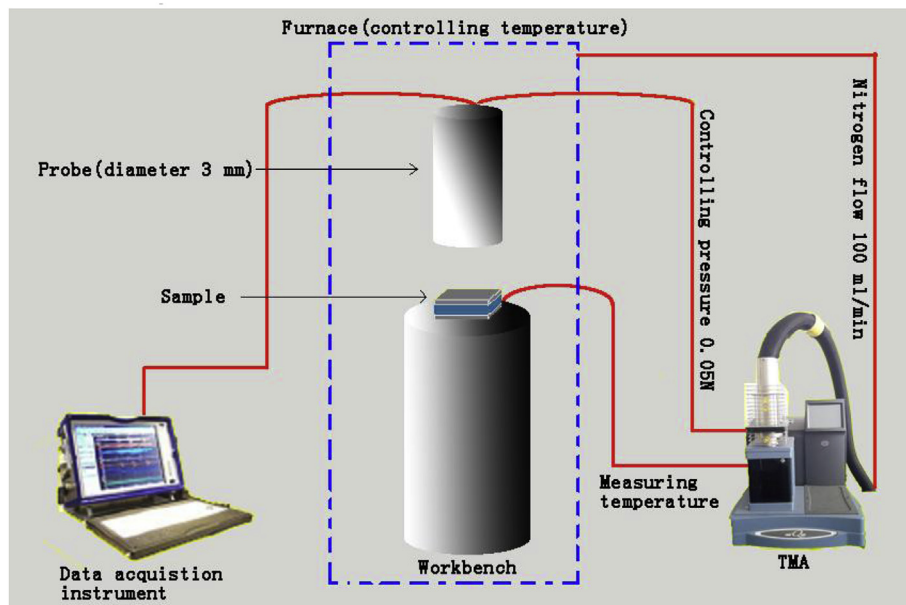 Furnace(controlling temperature)
Probe(diameter 3 mm)
Sample
Controlling pressure 0.05N
Nitrogen flow 100 ml/min
Measuring
temperature
Data acquistion
instrument
Workbench
TMA